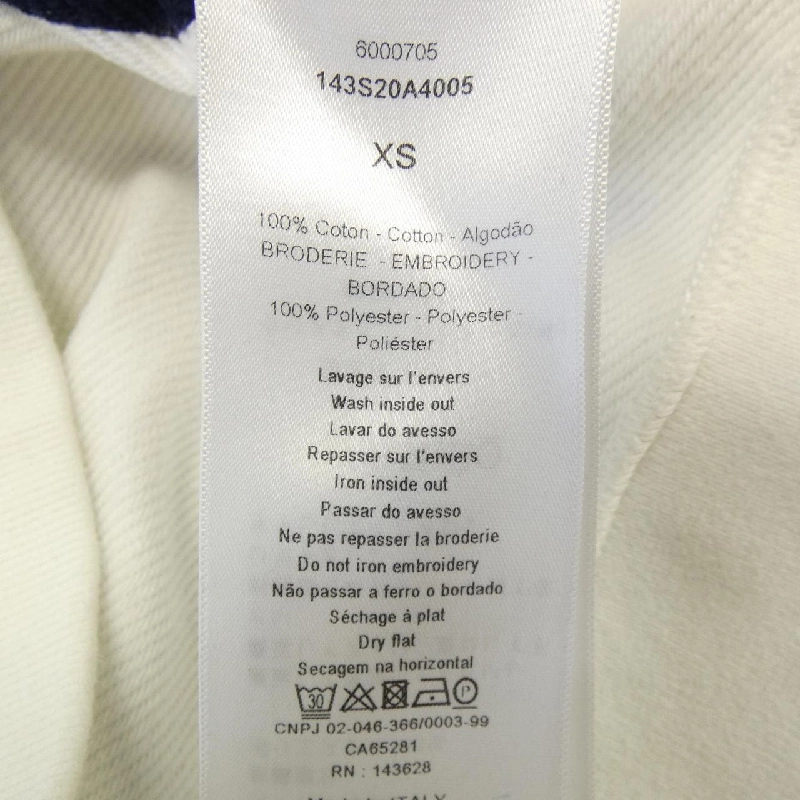 6000705
143S20A4005
XS
100% Coton - Cotton - Algodão
BRODERIE - EMBROIDERY -
BORDADO
100% Polyester - Polyester -
Poliéster
Lavage sur l'envers
Wash inside out
Lavar do avesso
Repasser sur l'envers
Iron inside out
Passar do avesso
Ne pas repasser la broderie
Do not iron embroidery
Não passar a ferro o bordado
Séchage à plat
Dry flat
Secagem na horizontal
30 P
CNPJ 02-046-366/0003-99
CA65281
RN : 143628
Made in ITALY